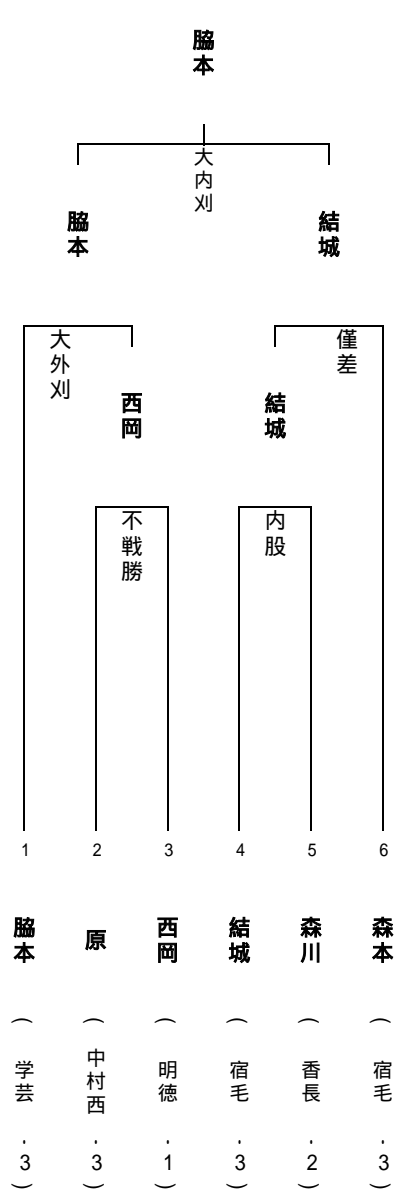 脇本
大内刈
脇本
結城
大外刈
僅差
西岡
結城
不戦勝
内股
1
2
3
4
5
6
脇本
原
西岡
結城
森川
森本
(学芸・3)
(中村西・3)
(明徳・1)
(宿毛・3)
(香長・2)
(宿毛・3)